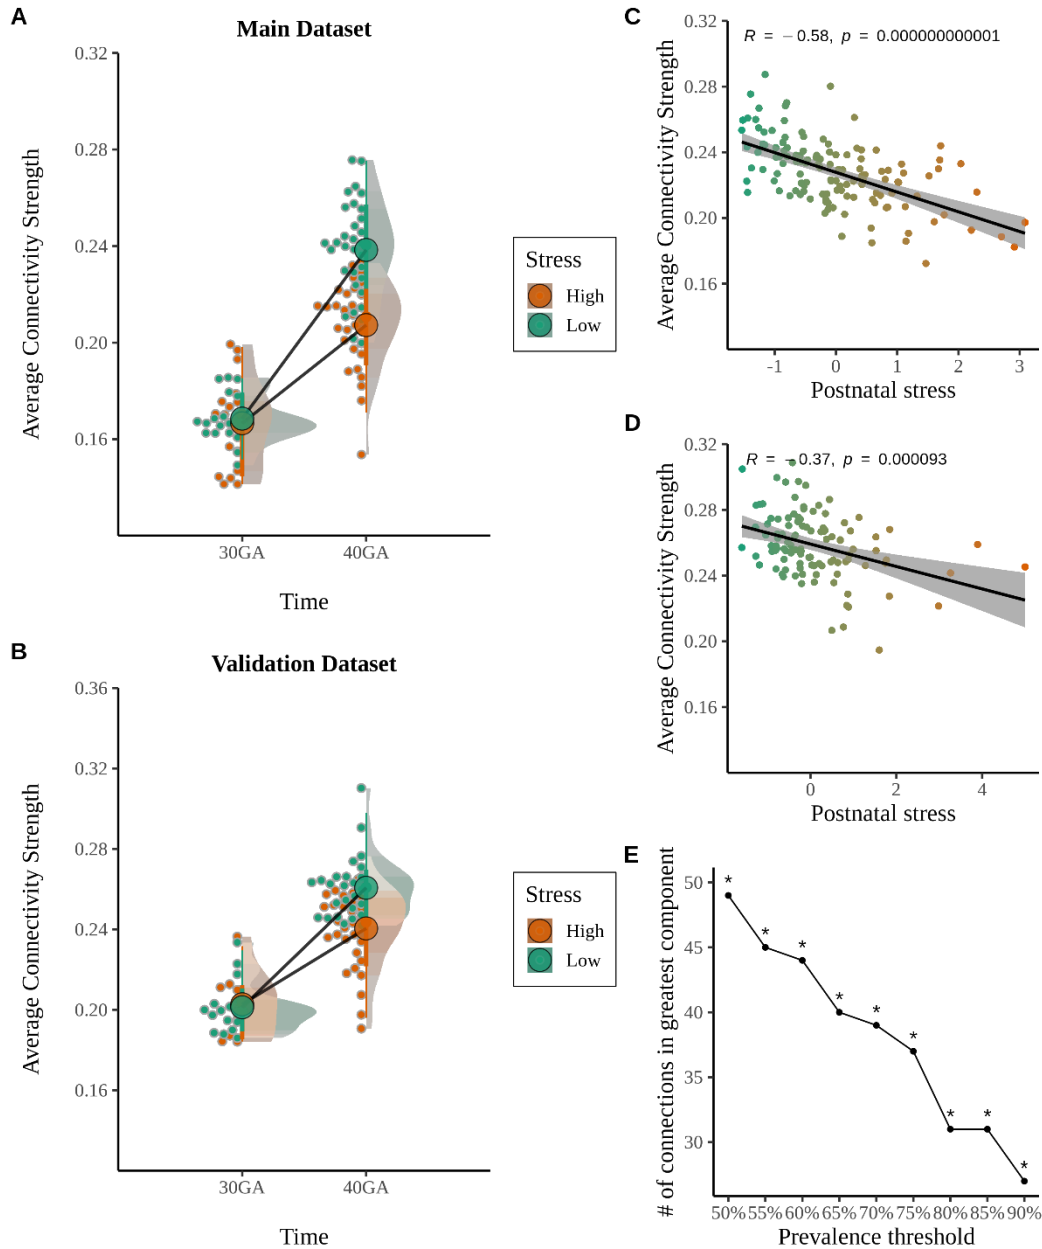 A
Main Dataset
0.32
0.28
0.24
0.20
0.16
Average Connectivity Strength
30GA
40GA
Time
Stress
High
Low
B
Validation Dataset
0.36
0.32
0.28
0.24
0.20
0.16
Average Connectivity Strength
30GA
40GA
Time
Stress
High
Low
C
R = −0.58, p = 0.000000000001
0.32
0.28
0.24
0.20
0.16
Average Connectivity Strength
-1
0
1
2
3
Postnatal stress
D
R = −0.37, p = 0.000093
0.32
0.28
0.24
0.20
0.16
Average Connectivity Strength
0
2
4
Postnatal stress
E
50
45
40
35
30
# of connections in greatest component
* * * * * * * * *
50% 55% 60% 65% 70% 75% 80% 85% 90%
Prevalence threshold